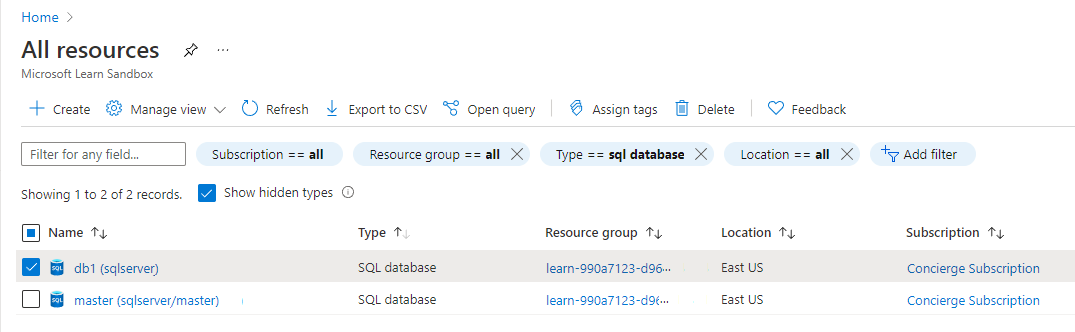 Home
All resources ...
Microsoft Learn Sandbox
Create Manage view Refresh Export to CSV Open query Assign tags Delete Feedback
Filter for any field... Subscription == all Resource group == all Type == sql database Location == all Add filter
Showing 1 to 2 of 2 records. Show hidden types
Name Type Resource group Location Subscription
SQL db1 (sqlserver) SQL database learn-990a7123-d96... East US Concierge Subscription
SQL master (sqlserver/master) SQL database learn-990a7123-d96... East US Concierge Subscription